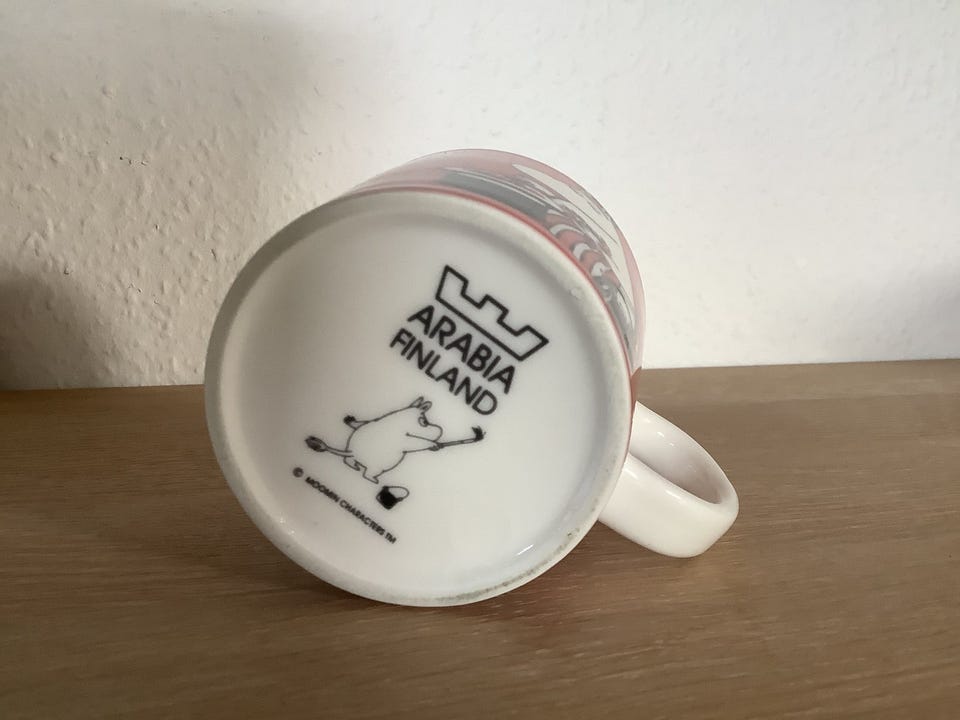 ARABIA
FINLAND
© MOOMIN CHARACTERS ™